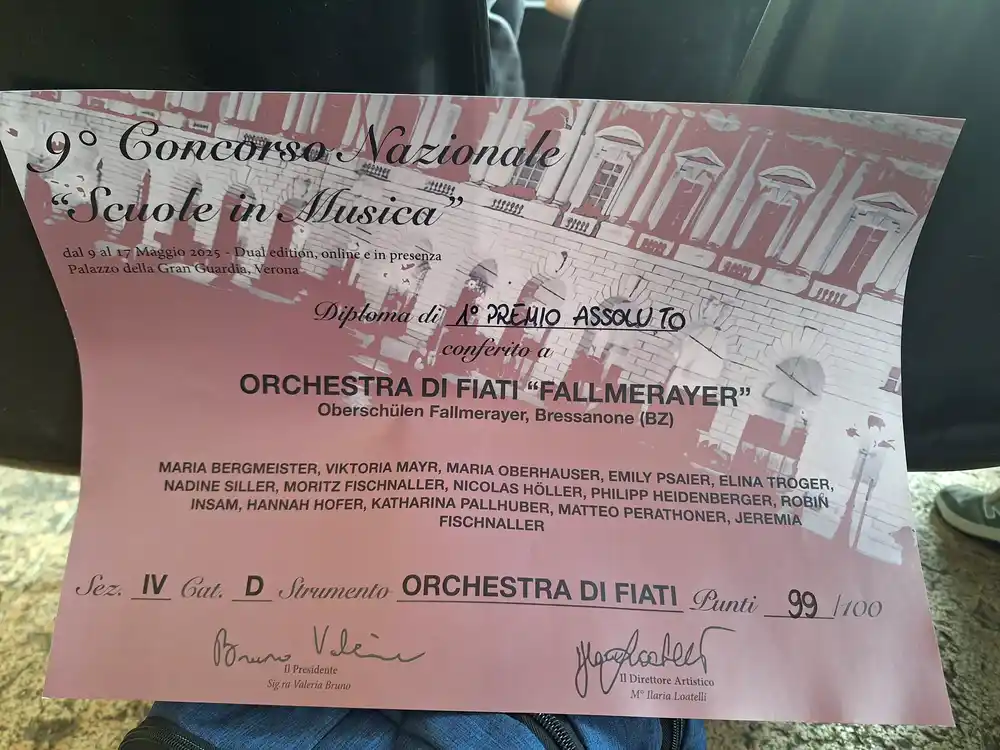 9° Concorso Nazionale
“Scuole in Musica”
dal 9 al 17 Maggio 2025 - Dual edition, online e in presenza
Palazzo della Gran Guardia, Verona
Diploma di 1° PREMIO ASSOLUTO
conferito a
ORCHESTRA DI FIATI “FALLMERAYER”
Oberschülen Fallmerayer, Bressanone (BZ)
MARIA BERGMEISTER, VIKTORIA MAYR, MARIA OBERHAUSER, EMILY PSAIER, ELINA TROGER,
NADINE SILLER, MORITZ FISCHNALLER, NICOLAS HÖLLER, PHILIPP HEIDENBERGER, ROBIN
INSAM, HANNAH HOFER, KATHARINA PALLHUBER, MATTEO PERATHONER, JEREMIA
FISCHNALLER
Sez. IV Cat. D Strumento ORCHESTRA DI FIATI Punti 99 /100
Bruno Valeria
Il Presidente
Sig.ra Valeria Bruno
Il Direttore Artistico
M° Ilaria Loatelli